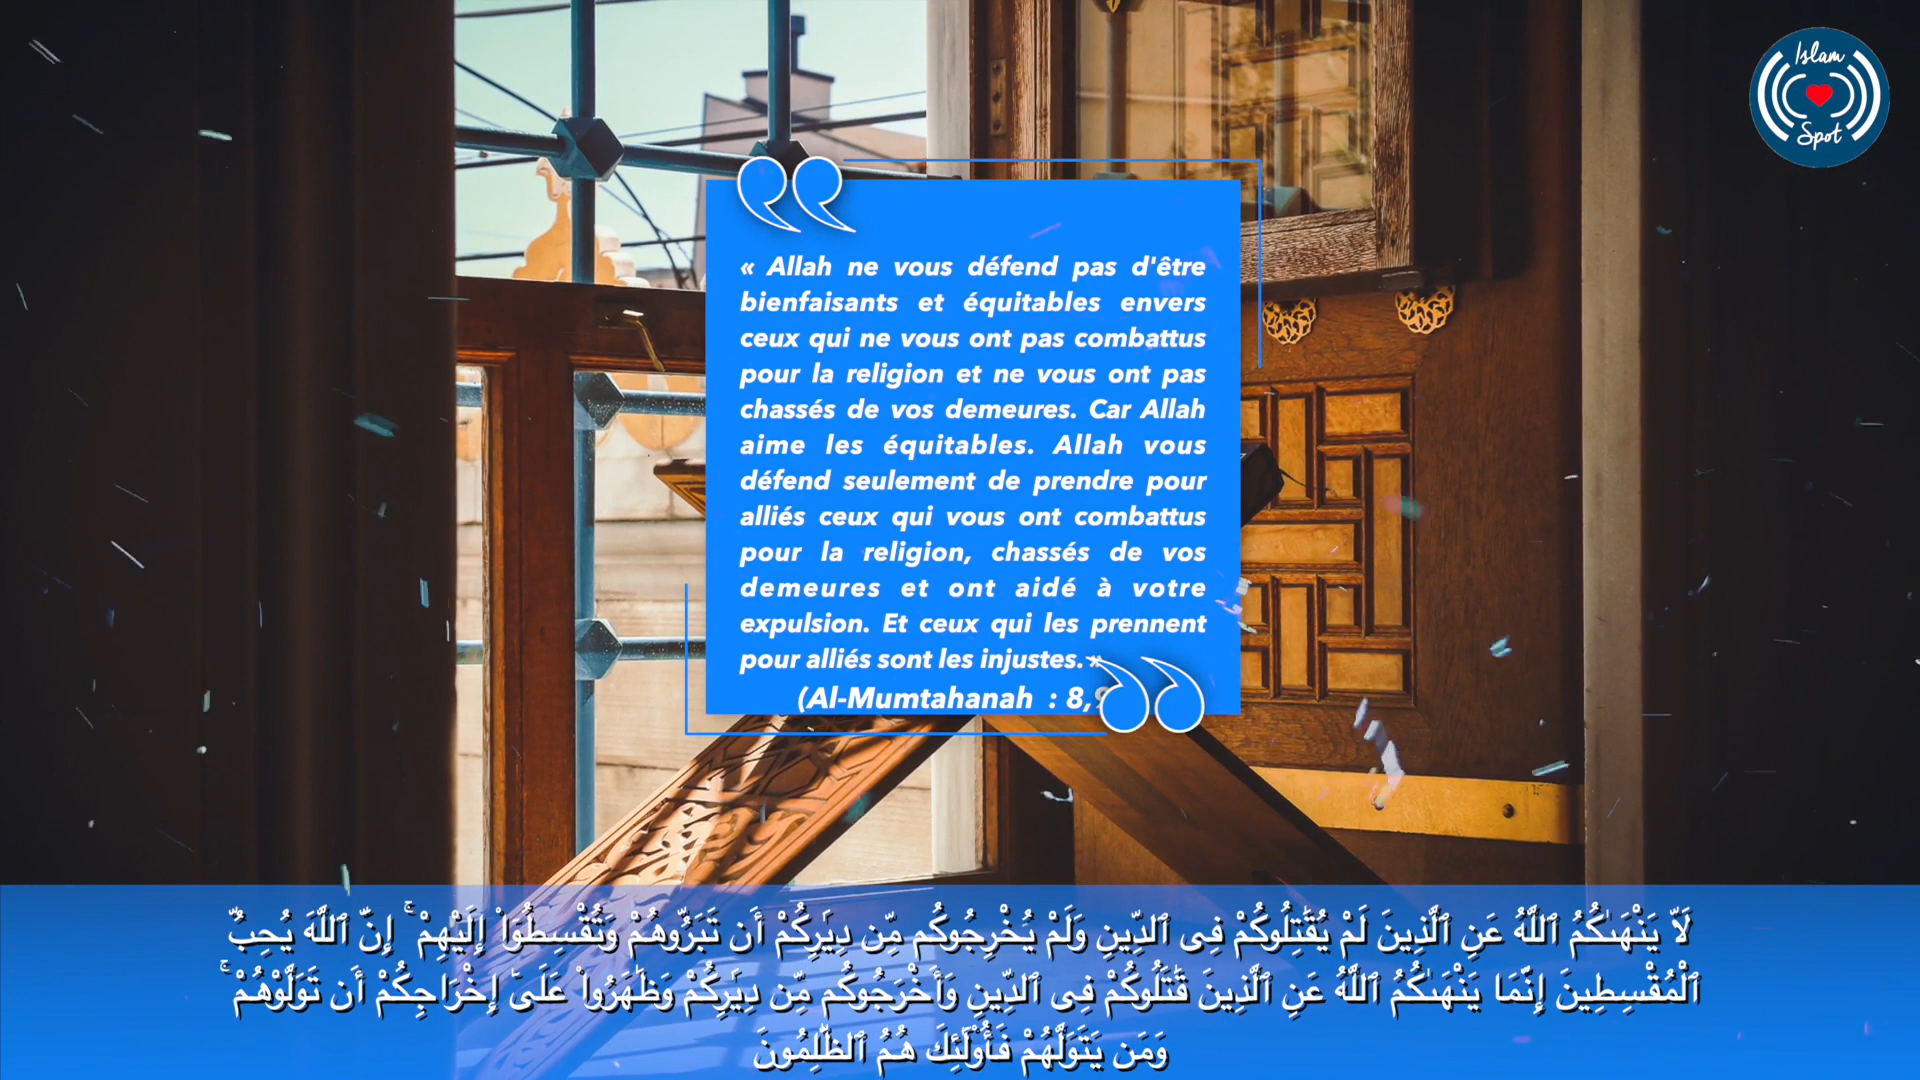 Islam
Spot
« Allah ne vous défend pas d'être
bienfaisants et équitables envers
ceux qui ne vous ont pas combattus
pour la religion et ne vous ont pas
chassés de vos demeures. Car Allah
aime les équitables. Allah vous
défend seulement de prendre pour
alliés ceux qui vous ont combattus
pour la religion, chassés de vos
demeures et ont aidé à votre
expulsion. Et ceux qui les prennent
pour alliés sont les injustes. »
(Al-Mumtahanah : 8,9
لَّا يَنْهَىٰكُمُ ٱللَّهُ عَنِ ٱلَّذِينَ لَمْ يُقَٰتِلُوكُمْ فِى ٱلدِّينِ وَلَمْ يُخْرِجُوكُم مِّن دِيَٰرِكُمْ أَن تَبَرُّوهُمْ وَتُقْسِطُوٓا۟ إِلَيْهِمْ ۚ إِنَّ ٱللَّهَ يُحِبُّ
ٱلْمُقْسِطِينَ إِنَّمَا يَنْهَىٰكُمُ ٱللَّهُ عَنِ ٱلَّذِينَ قَٰتَلُوكُمْ فِى ٱلدِّينِ وَأَخْرَجُوكُم مِّن دِيَٰرِكُمْ وَظَٰهَرُوا۟ عَلَىٰٓ إِخْرَاجِكُمْ أَن تَوَلَّوْهُمْ ۚ
وَمَن يَتَوَلَّهُمْ فَأُو۟لَٰٓئِكَ هُمُ ٱلظَّٰلِمُونَ